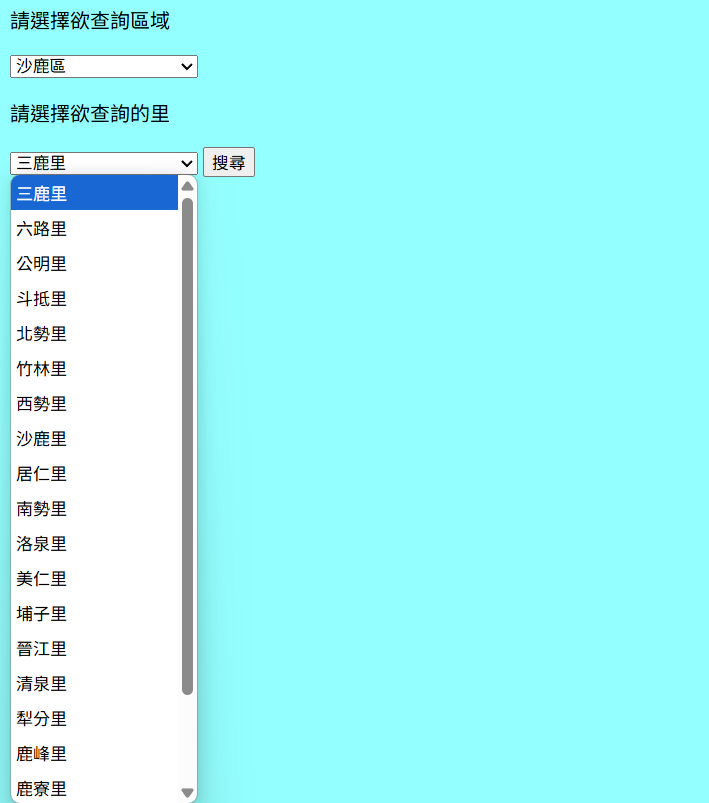 請選擇欲查詢區域
沙鹿區
請選擇欲查詢的里
三鹿里 搜尋
三鹿里
六路里
公明里
斗抵里
北勢里
竹林里
西勢里
沙鹿里
居仁里
南勢里
洛泉里
美仁里
埔子里
晉江里
清泉里
犁分里
鹿峰里
鹿寮里